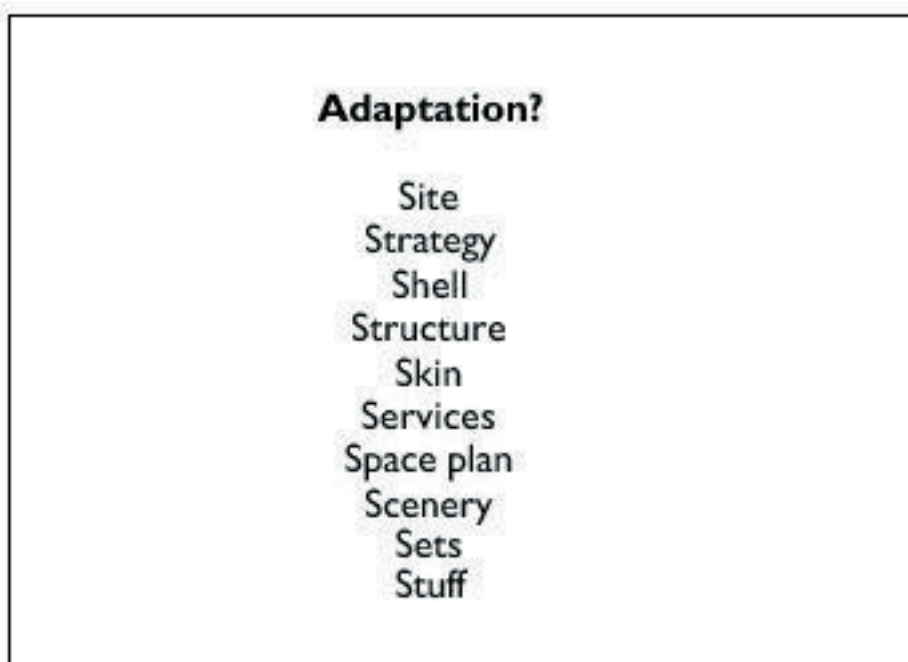 Adaptation?
Site
Strategy
Shell
Structure
Skin
Services
Space plan
Scenery
Sets
Stuff